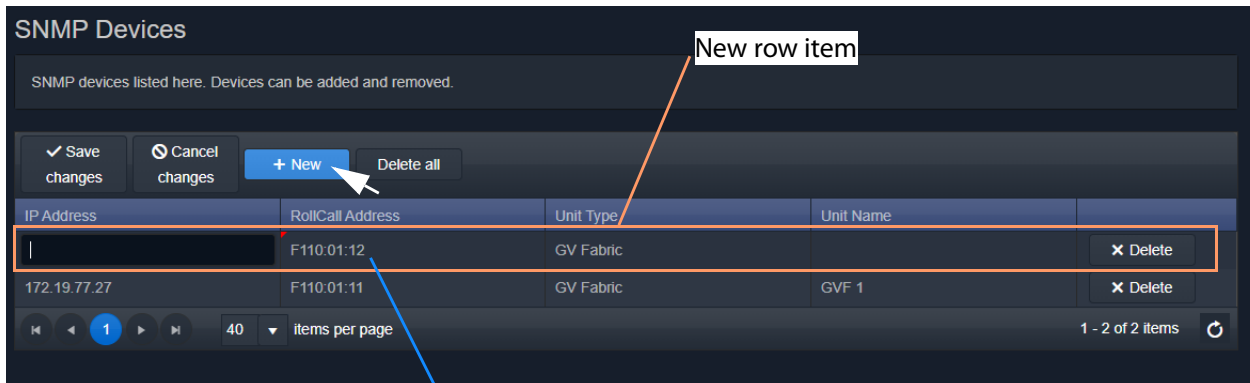 SNMP Devices
New row item
SNMP devices listed here. Devices can be added and removed.
Save changes Cancel changes + New Delete all
IP Address RollCall Address Unit Type Unit Name
F110:01:12 GV Fabric Delete
172.19.77.27 F110:01:11 GV Fabric GVF 1 Delete
1 40 items per page 1 - 2 of 2 items